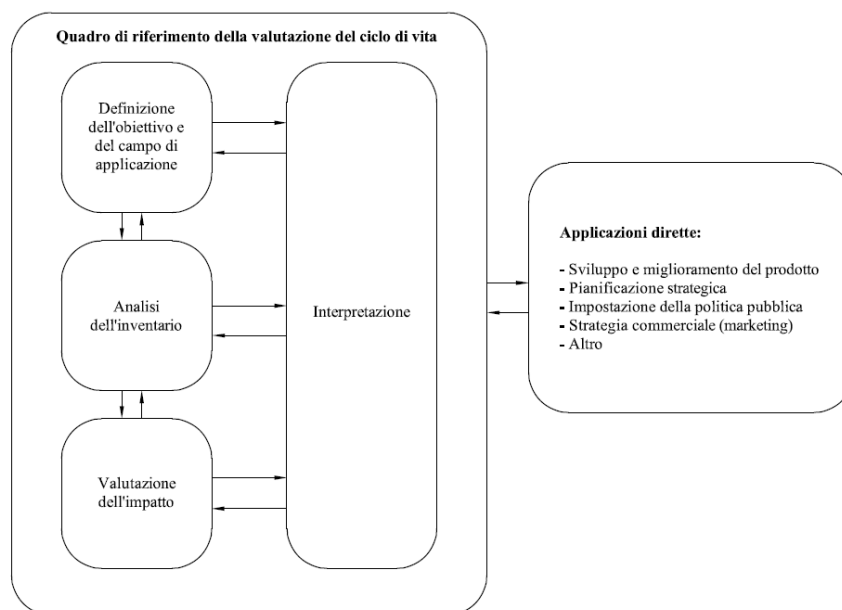 Quadro di riferimento della valutazione del ciclo di vita
Definizione
dell'obiettivo e
del campo di
applicazione
Analisi
dell'inventario
Valutazione
dell'impatto
Interpretazione
Applicazioni dirette:
- Sviluppo e miglioramento del prodotto
- Pianificazione strategica
- Impostazione della politica pubblica
- Strategia commerciale (marketing)
- Altro